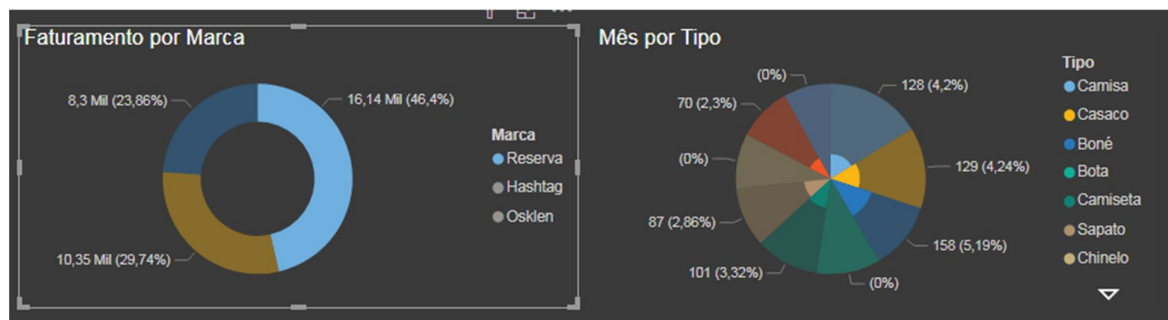 Faturamento por Marca
8,3 Mil (23,86%)
16,14 Mil (46,4%)
10,35 Mil (29,74%)
Marca
Reserva
Hashtag
Osklen
Mês por Tipo
(0%)
128 (4,2%)
70 (2,3%)
(0%)
129 (4,24%)
87 (2,86%)
158 (5,19%)
101 (3,32%)
(0%)
Tipo
Camisa
Casaco
Boné
Bota
Camiseta
Sapato
Chinelo